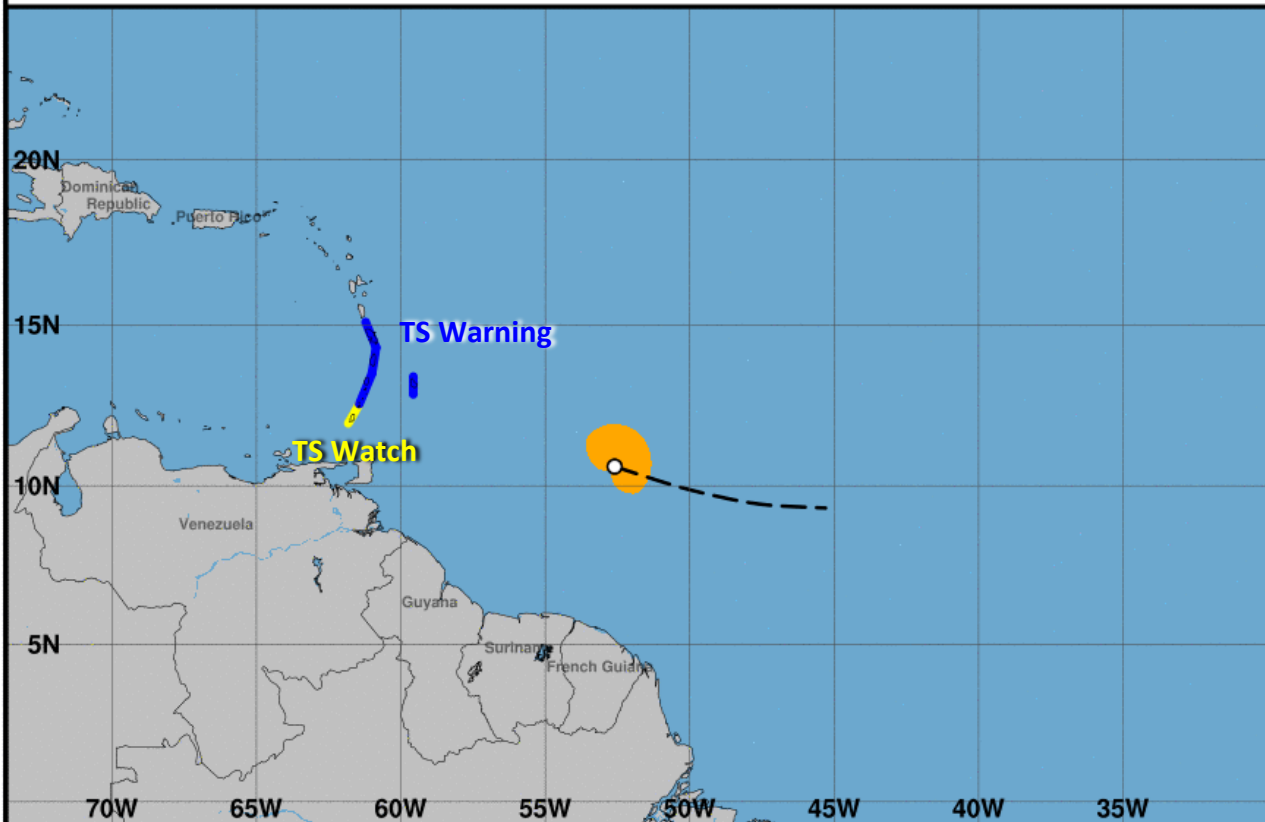 20N
Dominican
Republic
Puerto Rico
15N
TS Warning
TS Watch
10N
Venezuela
Guyana
5N
Suriname
French Guiana
70W
65W
60W
55W
50W
45W
40W
35W